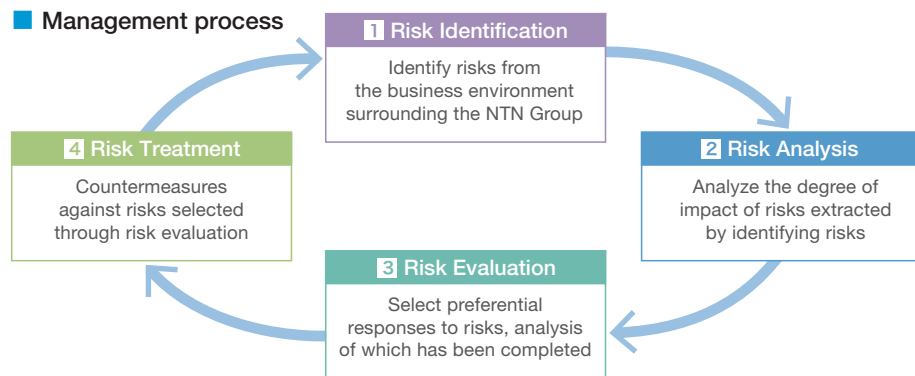 Management process
1 Risk Identification
Identify risks from
the business environment
surrounding the NTN Group
2 Risk Analysis
Analyze the degree of
impact of risks extracted
by identifying risks
3 Risk Evaluation
Select preferential
responses to risks, analysis
of which has been completed
4 Risk Treatment
Countermeasures
against risks selected
through risk evaluation